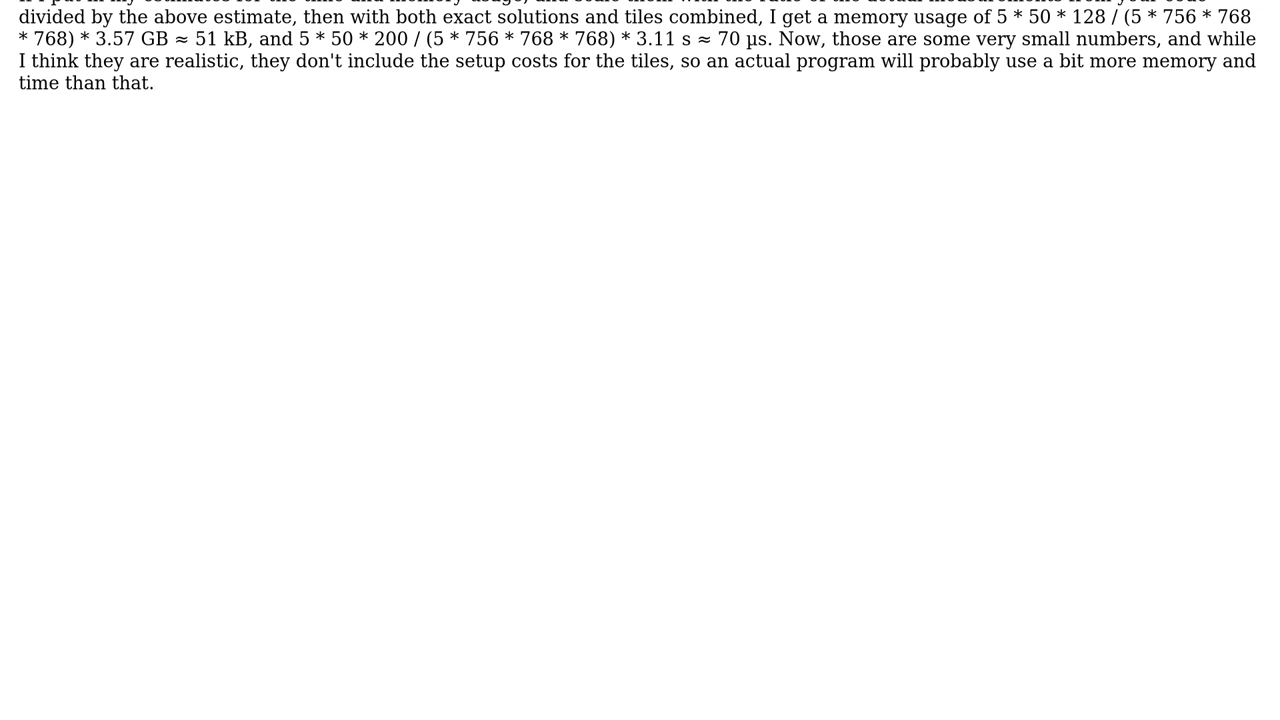 divided by the above estimate, then with both exact solutions and tiles combined, I get a memory usage of 5 * 50 * 128 / (5 * 756 * 768
* 768) * 3.57 GB ≈ 51 kB, and 5 * 50 * 200 / (5 * 756 * 768 * 768) * 3.11 s ≈ 70 µs. Now, those are some very small numbers, and while
I think they are realistic, they don't include the setup costs for the tiles, so an actual program will probably use a bit more memory and
time than that.